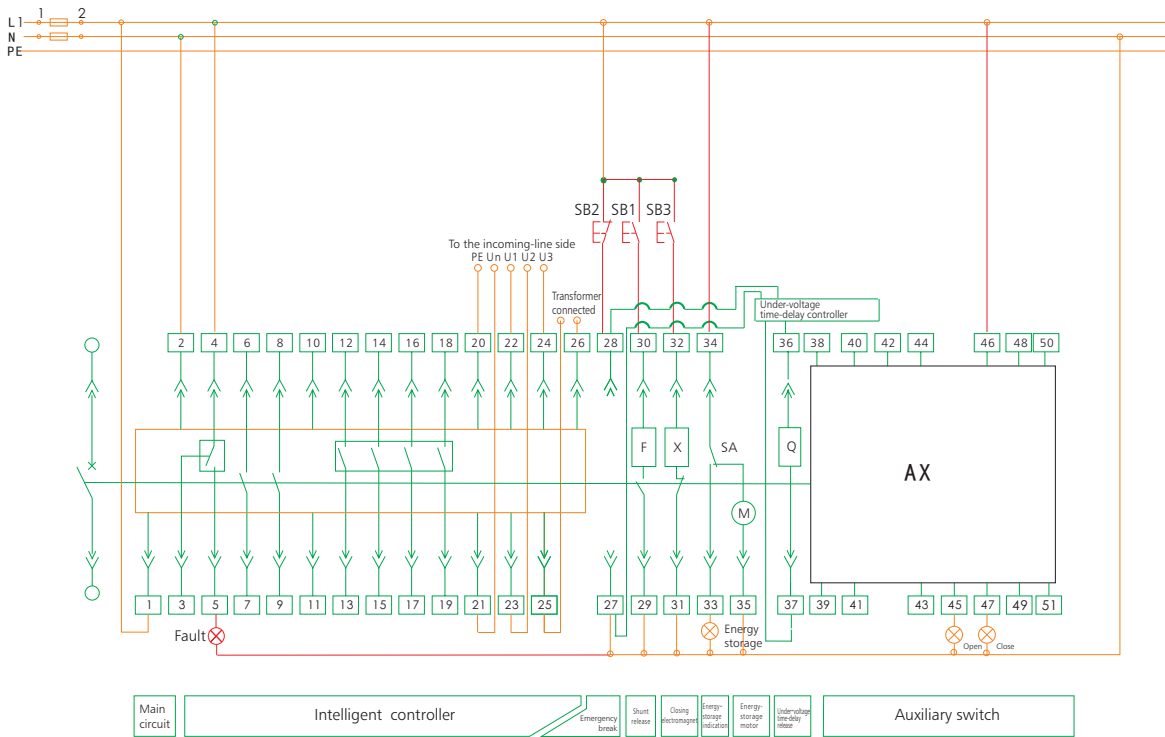 L1 1 2
N
PE
SB2 SB1 SB3
To the incoming-line side
PE Un U1 U2 U3
Transformer
connected
Under-voltage
time-delay controller
2 4 6 8 10 12 14 16 18 20 22 24 26 28 30 32 34 36 38 40 42 44 46 48 50
F X SA Q
AX
M
1 3 5 7 9 11 13 15 17 19 21 23 25 27 29 31 33 35 37 39 41 43 45 47 49 51
Fault
Energy
storage
Open Close
Main
circuit
Intelligent controller
Emergency
break
Shunt
release
Closing
electromagnet
Energy-
storage
indication
Energy-
storage
motor
Under-voltage
time-delay
release
Auxiliary switch